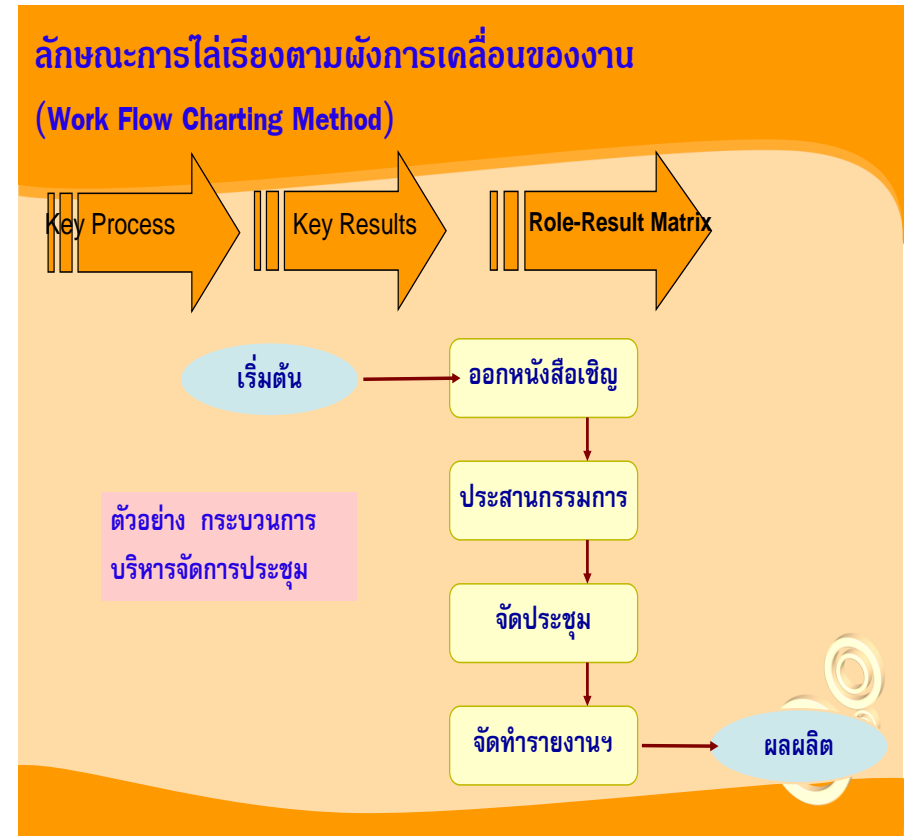 ลักษณะการไล่เรียงตามผังการเคลื่อนของงาน
(Work Flow Charting Method)
Key Process
Key Results
Role-Result Matrix
เริ่มต้น
ออกหนังสือเชิญ
ประสานกรรมการ
ตัวอย่าง กระบวนการ
บริหารจัดการประชุม
จัดประชุม
จัดทำรายงานฯ
ผลผลิต